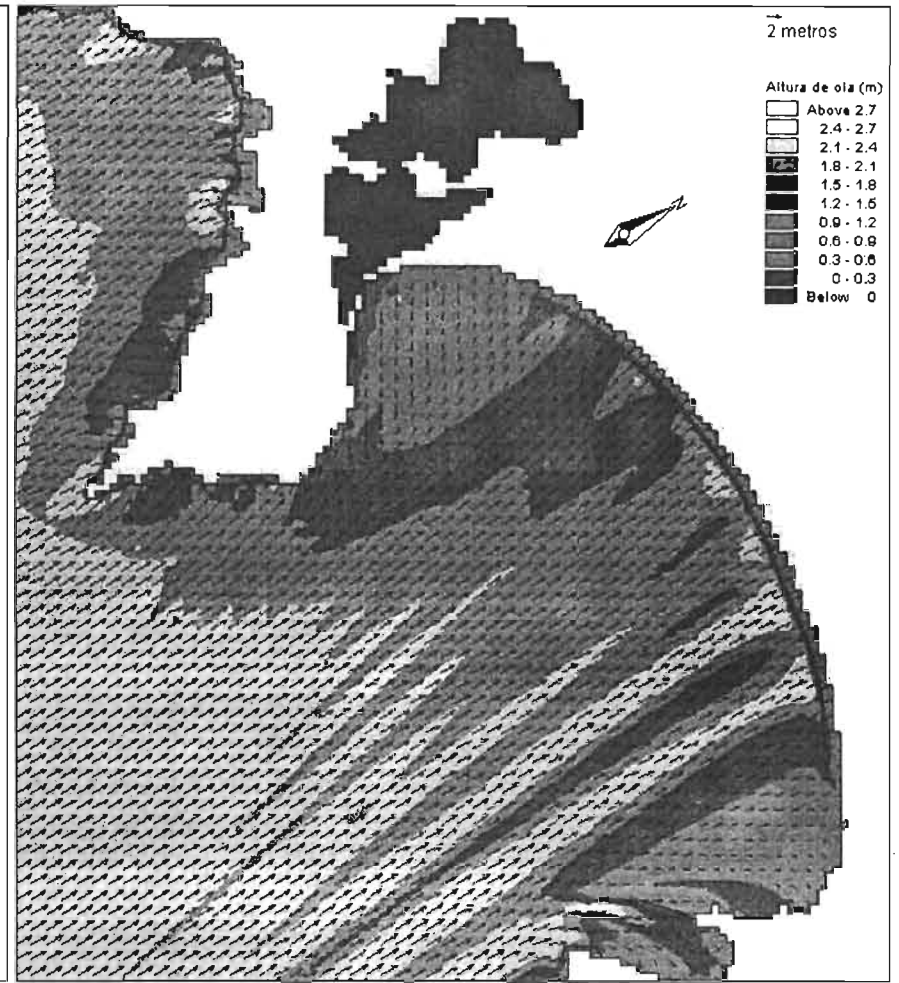 2 metros
Altura de ola (m)
Above 2.7
2.4 - 2.7
2.1 - 2.4
1.8 - 2.1
1.5 - 1.8
1.2 - 1.5
0.9 - 1.2
0.6 - 0.9
0.3 - 0.6
0 - 0.3
Below 0